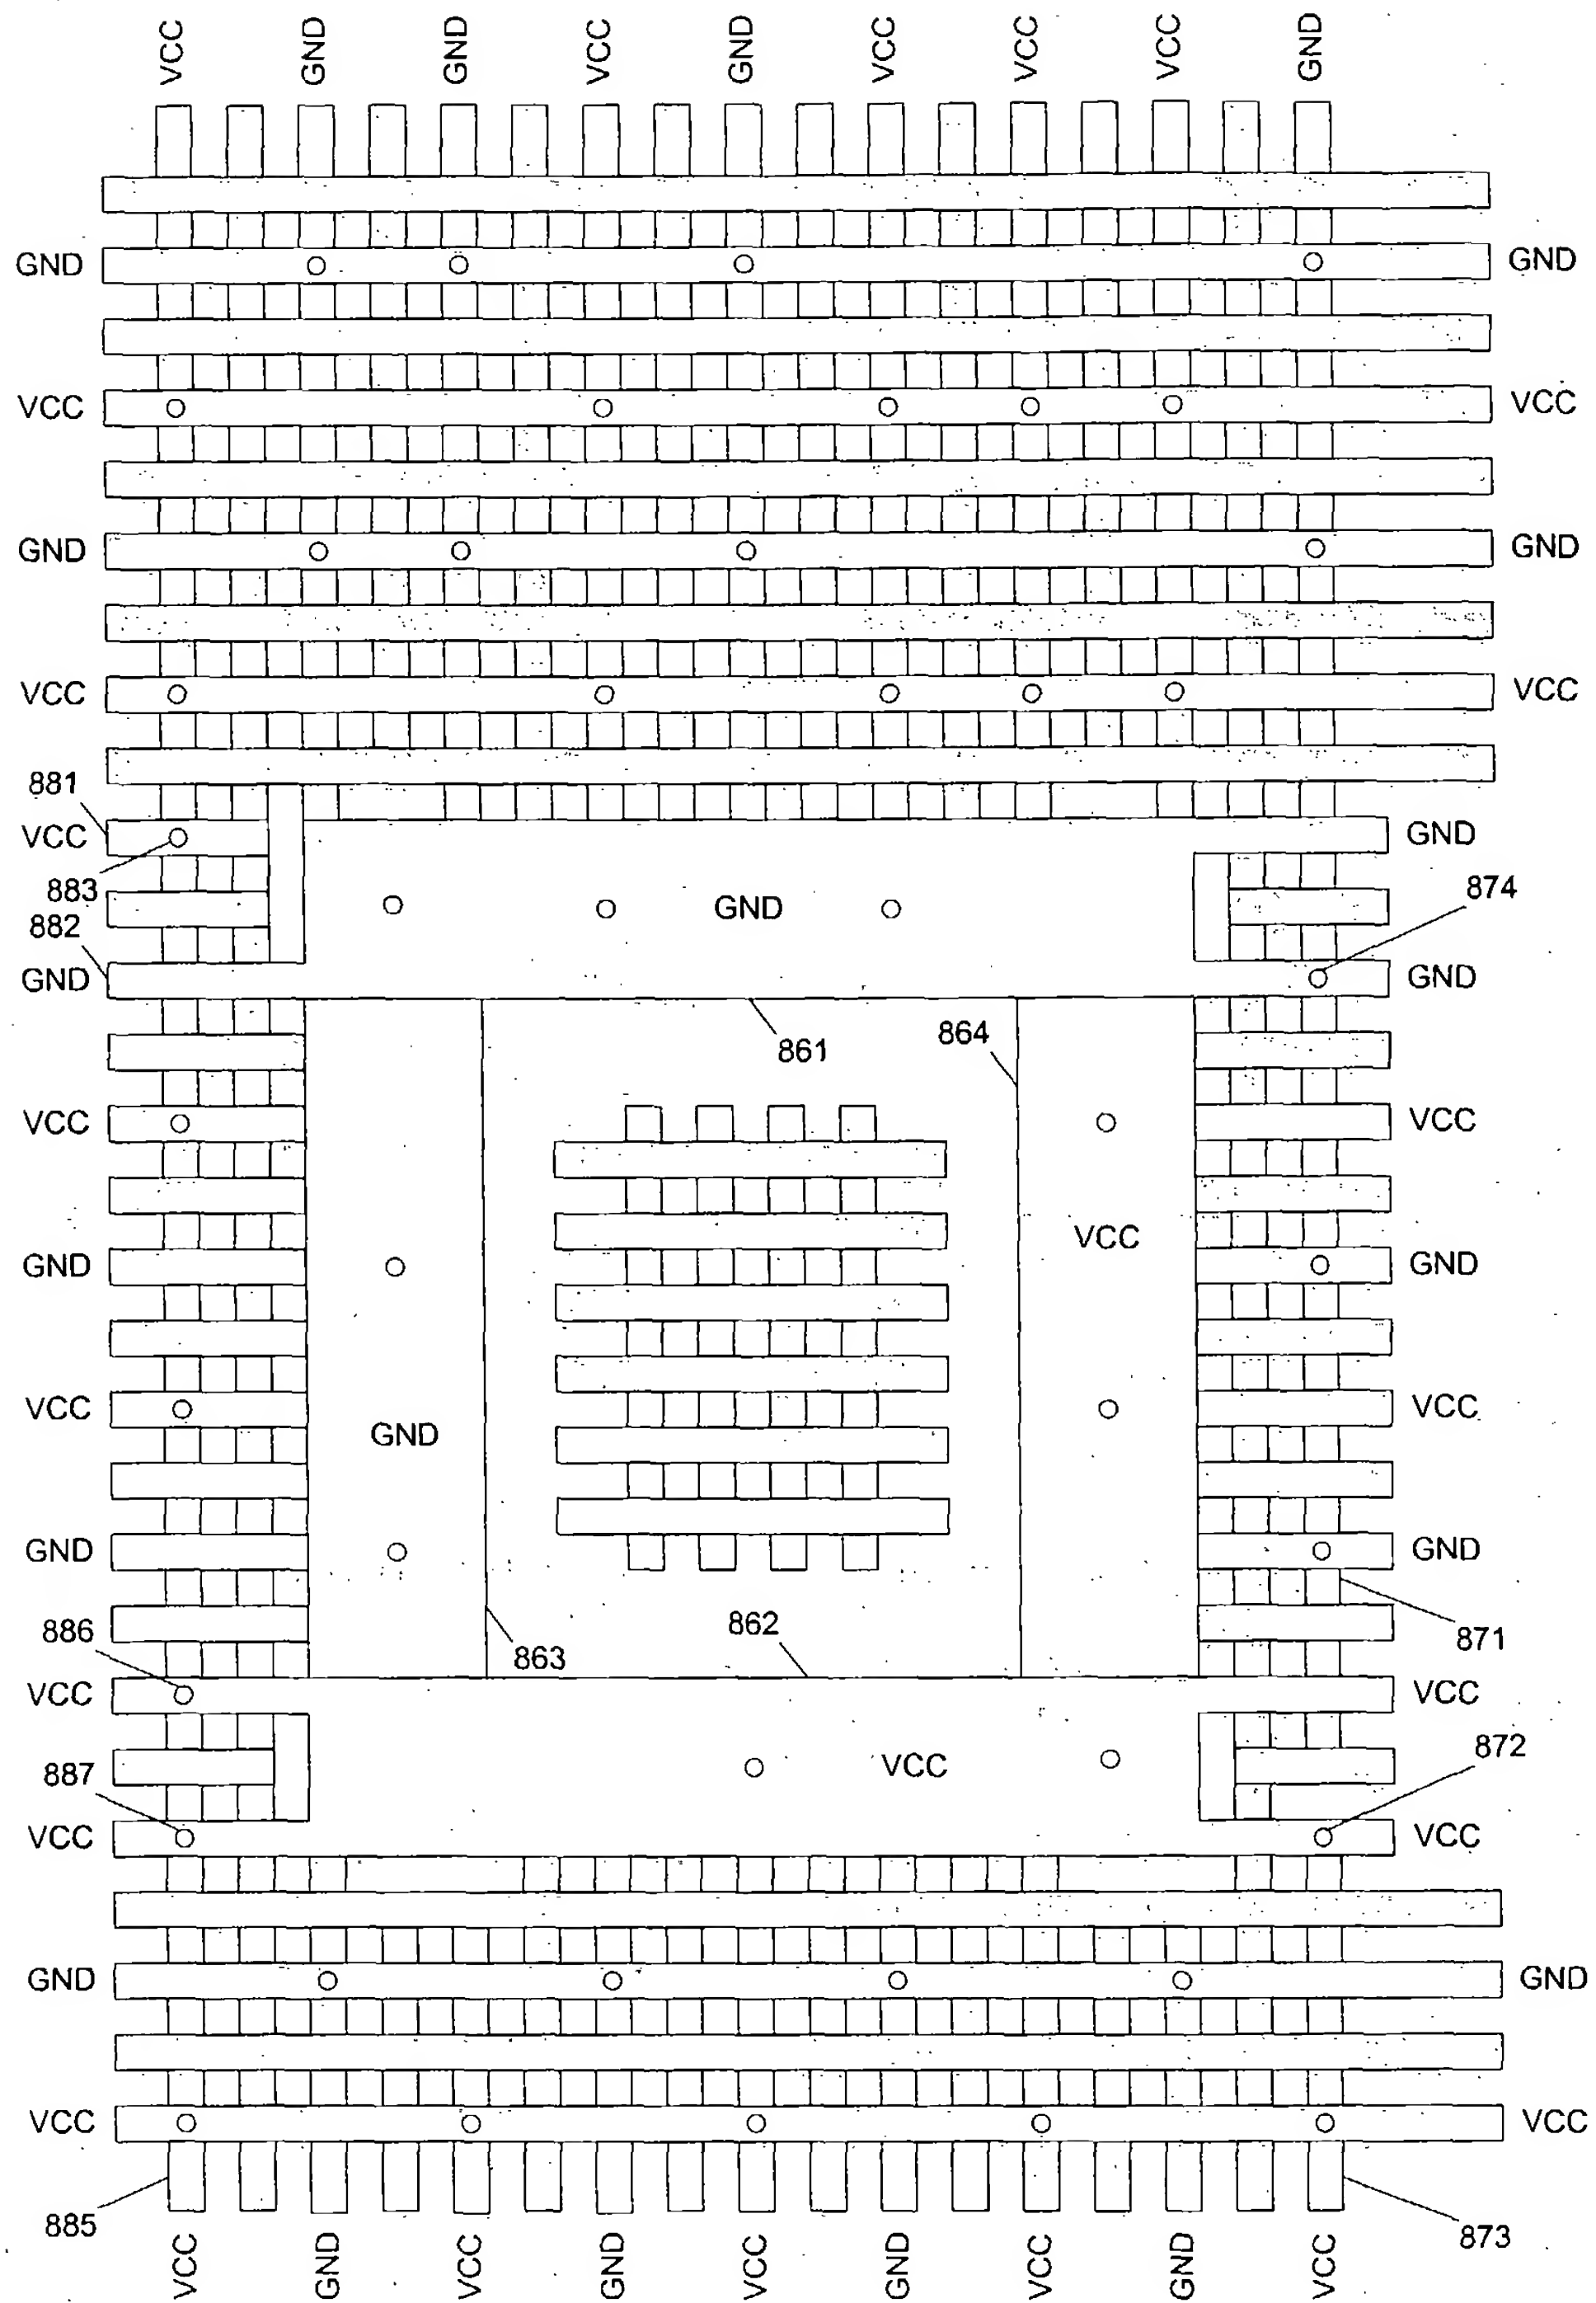 VCC GND GND VCC GND VCC VCC VCC GND
GND GND
VCC VCC
GND GND
VCC VCC
881
VCC GND
883 874
GND
882
GND GND
861
864
VCC VCC
VCC
GND GND
VCC VCC
GND
GND GND
862
886 871
863
VCC VCC
872
VCC
887
VCC VCC
GND GND
VCC VCC
885 873
VCC GND VCC GND VCC GND VCC GND VCC